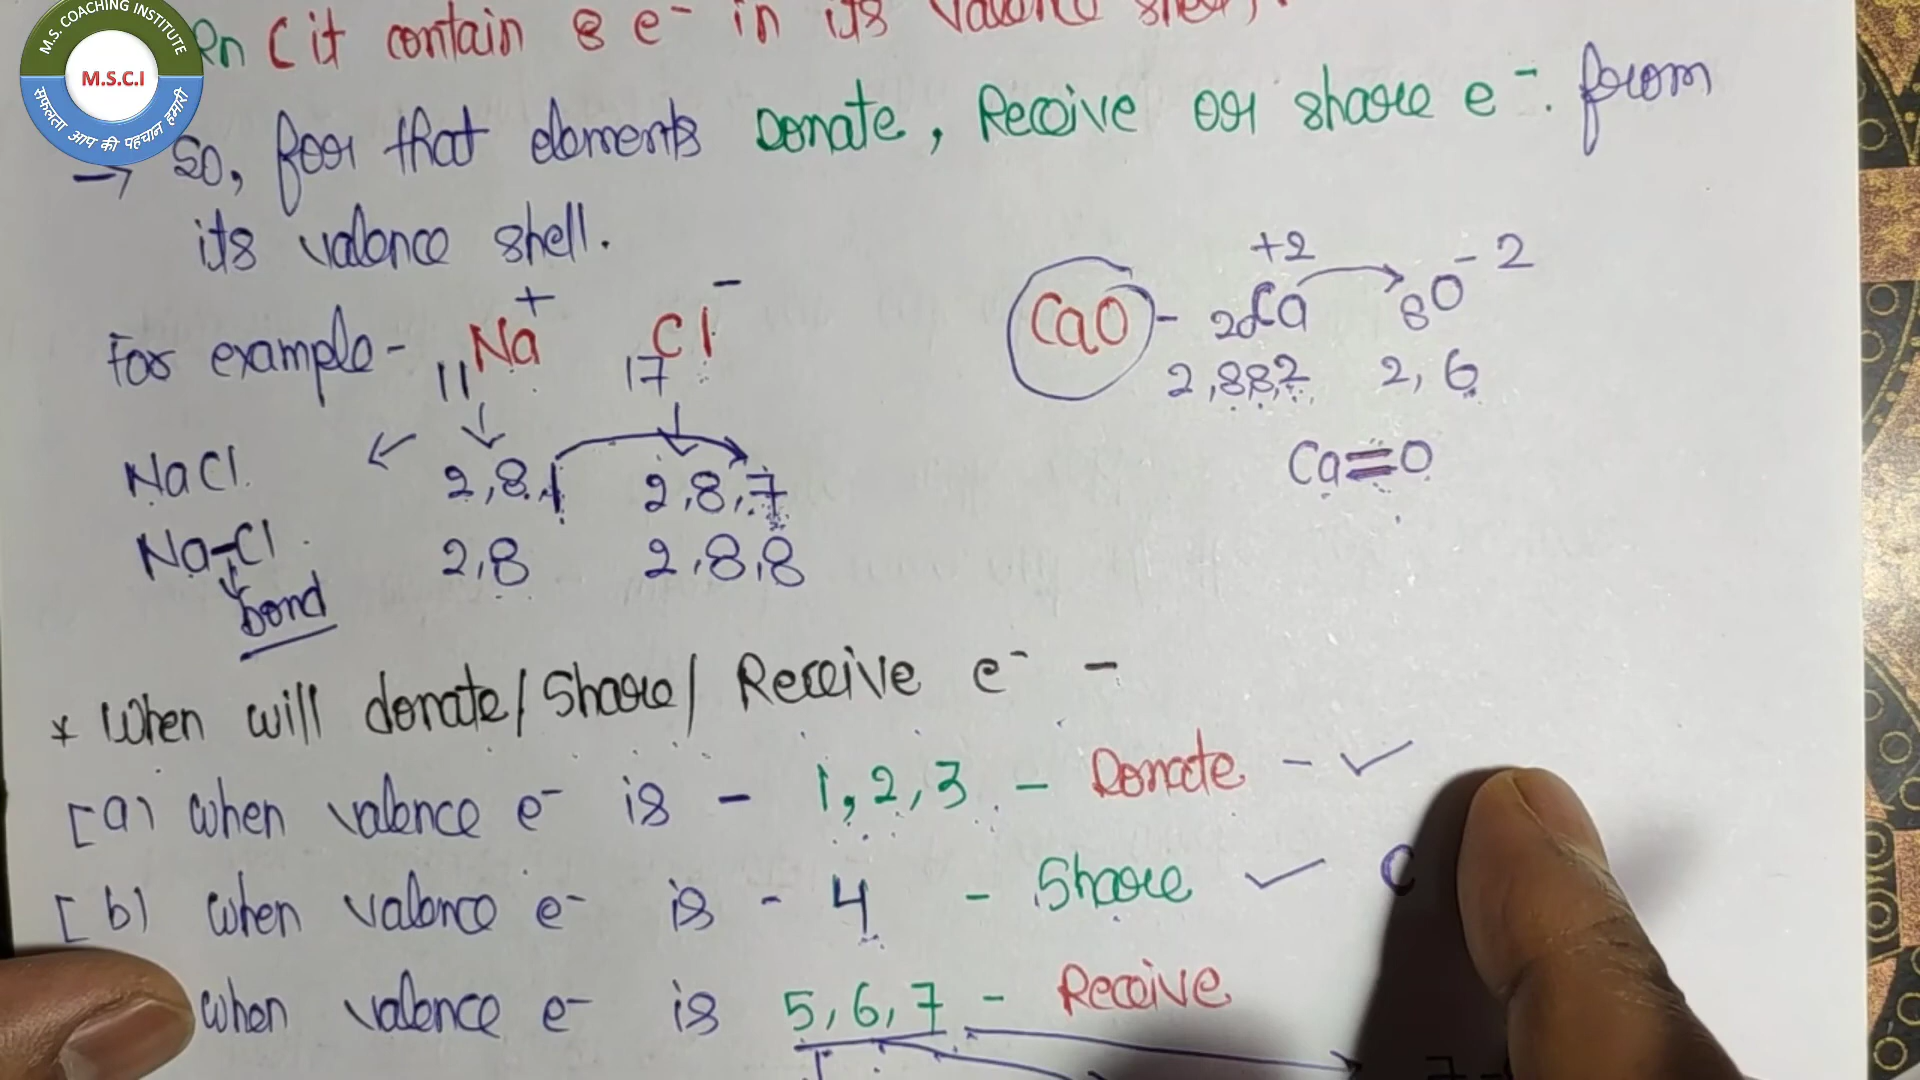 M.S. COACHING INSTITUTE
M.S.C.I
सफलता आप की पहचान हमारी
C it contain 8 e⁻ in its valence shell.
→ So, for that elements Donate, Receive or share e⁻. from
its valence shell.
For example - ₁₁Na⁺ ₁₇Cl⁻
CaO - ₂₀Ca⁺² ₈O⁻²
2,8,8,2 2,6
Ca=O
NaCl. ← 2,8,1 2,8,7
Na-Cl 2,8 2,8,8
bond
* When will donate/Share/Receive e⁻ -
[a) when valence e⁻ is - 1,2,3 - Donate - ✓
[b) when valence e⁻ is - 4 - Share ✓ C
when valence e⁻ is 5,6,7 - Receive